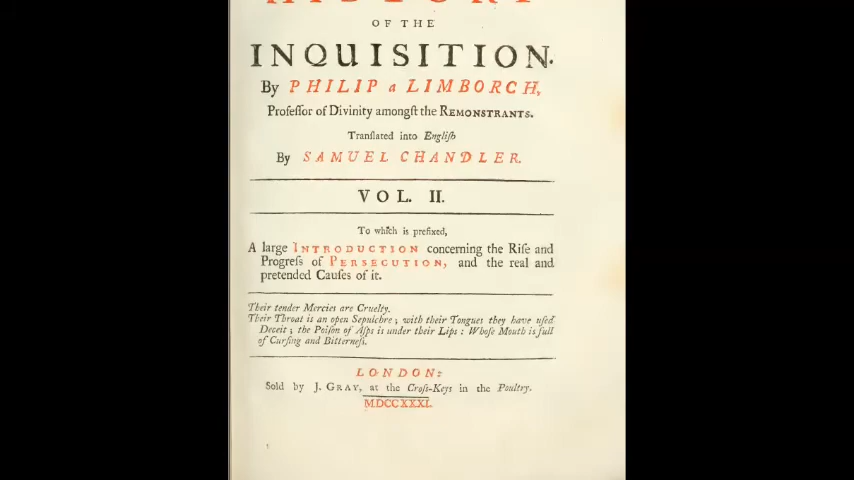 HISTORY
OF THE
INQUISITION.
By PHILIP a LIMBORCH,
Profeſſor of Divinity amongſt the REMONSTRANTS.
Tranſlated into Engliſh
By SAMUEL CHANDLER.
VOL. II.
To which is prefixed,
A large INTRODUCTION concerning the Riſe and
Progreſs of PERSECUTION, and the real and
pretended Cauſes of it.
Their tender Mercies are Cruelty.
Their Throat is an open Sepulchre; with their Tongues they have uſed
Deceit; the Poiſon of Aſps is under their Lips: Whoſe Mouth is full
of Curſing and Bitterneſs.
LONDON:
Sold by J. GRAY, at the Croſs-Keys in the Poultry.
MDCCXXXI.